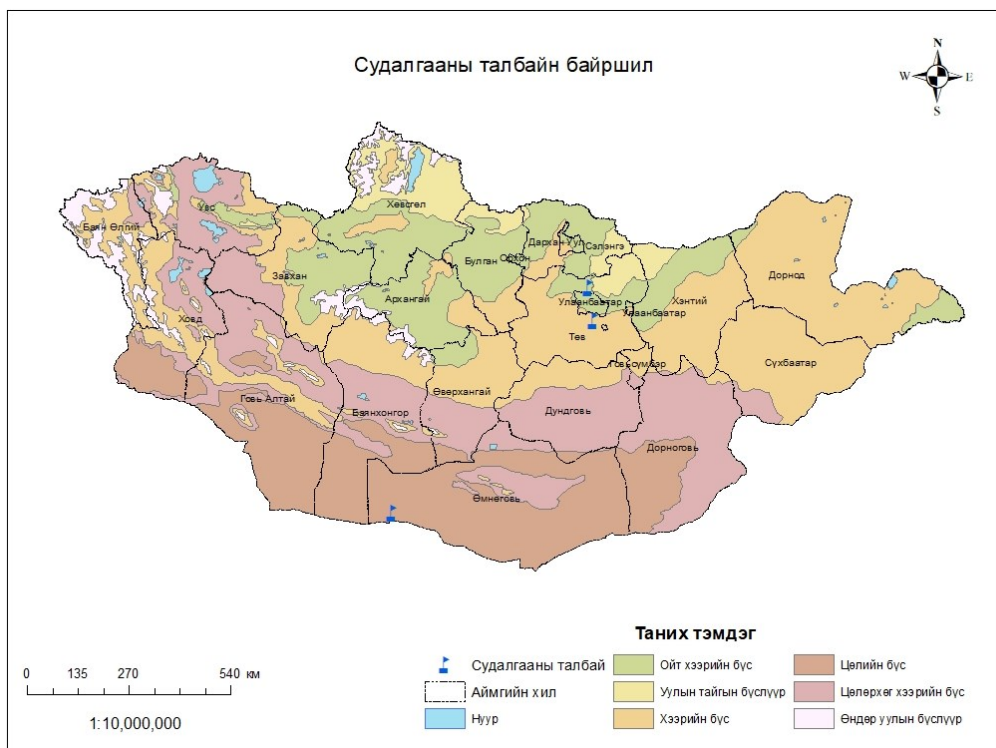 Судалгааны талбайн байршил
N
W E
S
Увс
Хөвсгөл
Баян Өлгий
Дархан Уул
Сэлэнгэ
Орхон
Булган
Завхан
Дорнод
Архангай
Улаанбаатар
Хэнтий
Улаанбаатар
Ховд
Төв
Говьсүмбэр
Сүхбаатар
Өверхангай
Говь Алтай
Баянхонгор
Дундговь
Дорноговь
Өмнөговь
Таних тэмдэг
Судалгааны талбай
Ойт хээрийн бүс
Цөлийн бүс
Аймгийн хил
Уулын тайгын бүслүүр
Цөлөрхөг хээрийн бүс
Нуур
Хээрийн бүс
Өндөр уулын бүслүүр
0 135 270 540 км
1:10,000,000